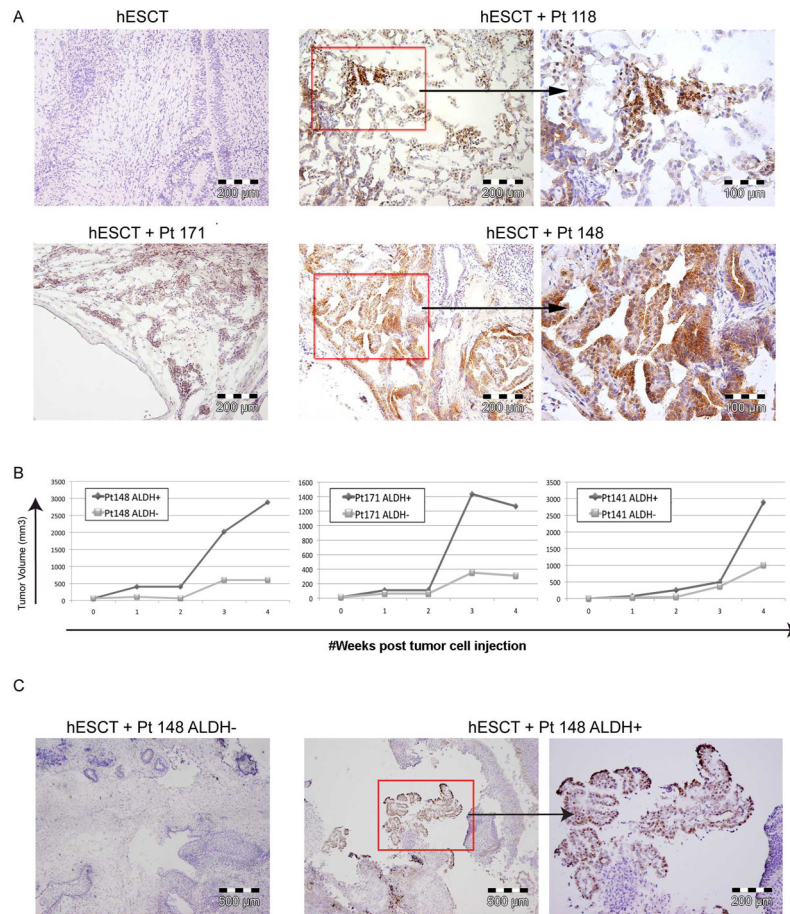 A
hESCT
hESCT + Pt 118
200 µm
200 µm
100 µm
hESCT + Pt 171
hESCT + Pt 148
200 µm
200 µm
100 µm
B
Tumor Volume (mm3)
3500
3000
2500
2000
1500
1000
500
0
Pt148 ALDH+
Pt148 ALDH-
0 1 2 3 4
1600
1400
1200
1000
800
600
400
200
0
Pt171 ALDH+
Pt171 ALDH-
0 1 2 3 4
3500
3000
2500
2000
1500
1000
500
0
Pt141 ALDH+
Pt141 ALDH-
0 1 2 3 4
#Weeks post tumor cell injection
C
hESCT + Pt 148 ALDH-
hESCT + Pt 148 ALDH+
500 µm
500 µm
200 µm